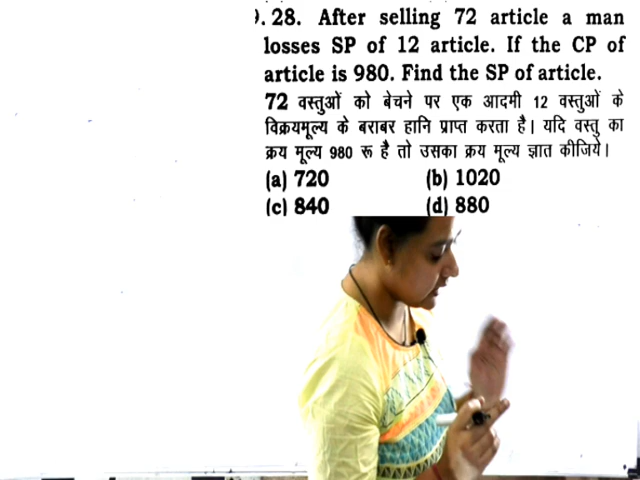 . 28. After selling 72 article a man
losses SP of 12 article. If the CP of
article is 980. Find the SP of article.
72 वस्तुओं को बेचने पर एक आदमी 12 वस्तुओं के
विक्रयमूल्य के बराबर हानि प्राप्त करता है। यदि वस्तु का
क्रय मूल्य 980 रू है तो उसका क्रय मूल्य ज्ञात कीजिये।
(a) 720 (b) 1020
(c) 840 (d) 880